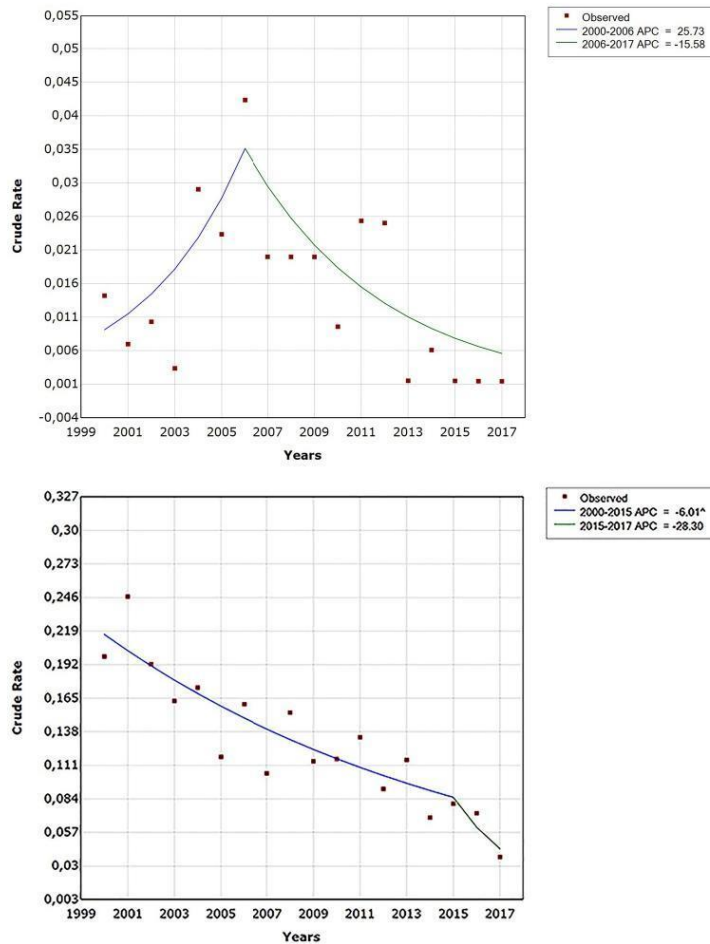 0,055
0,05
0,045
0,04
0,035
0,03
0,026
0,021
0,016
0,011
0,006
0,001
-0,004
Crude Rate
1999 2001 2003 2005 2007 2009 2011 2013 2015 2017
Years
Observed
2000-2006 APC = 25.73
2006-2017 APC = -15.58
0,327
0,30
0,273
0,246
0,219
0,192
0,165
0,138
0,111
0,084
0,057
0,03
0,003
Crude Rate
1999 2001 2003 2005 2007 2009 2011 2013 2015 2017
Years
Observed
2000-2015 APC = -6.01^
2015-2017 APC = -28.30